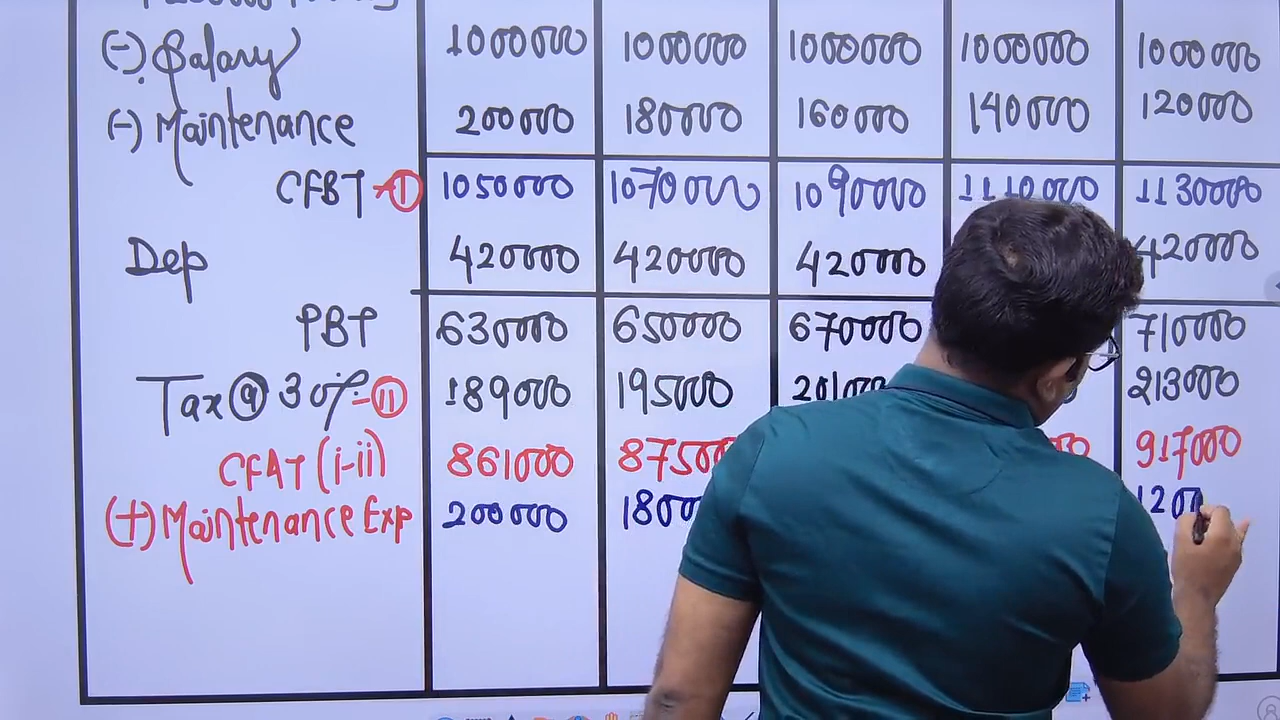 (-) Salary 1000000 1000000 1000000 1000000 1000000
(-) Maintenance 200000 180000 160000 140000 120000
CFBT → I 1050000 1070000 1090000 1110000 1130000
Dep 420000 420000 420000 420000
PBT 630000 650000 670000 710000
Tax @ 30% - II 189000 195000 213000
CFAT (i-ii) 861000 917000
(+) Maintenance Exp 200000